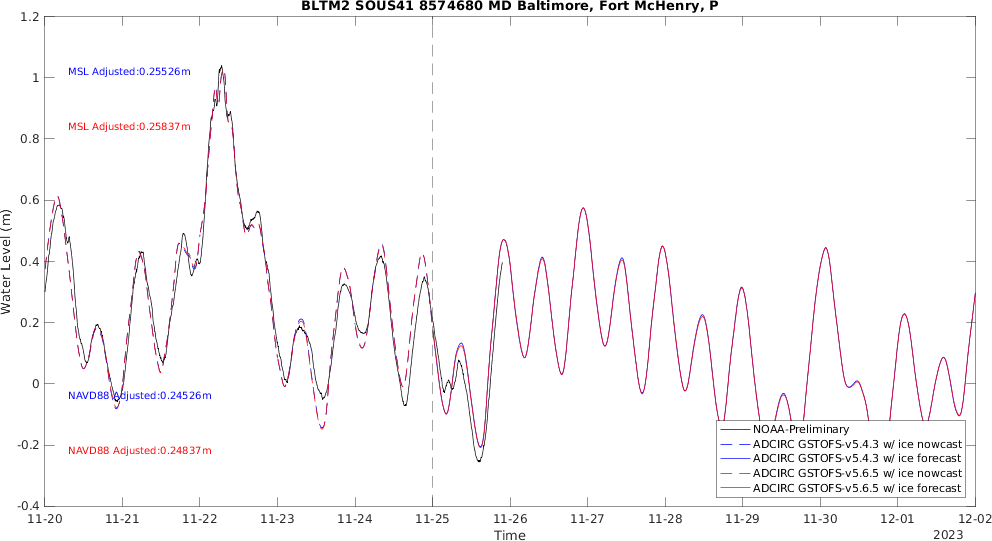 BLTM2 SOUS41 8574680 MD Baltimore, Fort McHenry, P
1.2
1
0.8
0.6
0.4
0.2
0
-0.2
-0.4
Water Level (m)
MSL Adjusted:0.25526m
MSL Adjusted:0.25837m
NAVD88 Adjusted:0.24526m
NAVD88 Adjusted:0.24837m
NOAA-Preliminary
ADCIRC GSTOFS-v5.4.3 w/ ice nowcast
ADCIRC GSTOFS-v5.4.3 w/ ice forecast
ADCIRC GSTOFS-v5.6.5 w/ ice nowcast
ADCIRC GSTOFS-v5.6.5 w/ ice forecast
11-20 11-21 11-22 11-23 11-24 11-25 11-26 11-27 11-28 11-29 11-30 12-01 12-02
Time
2023